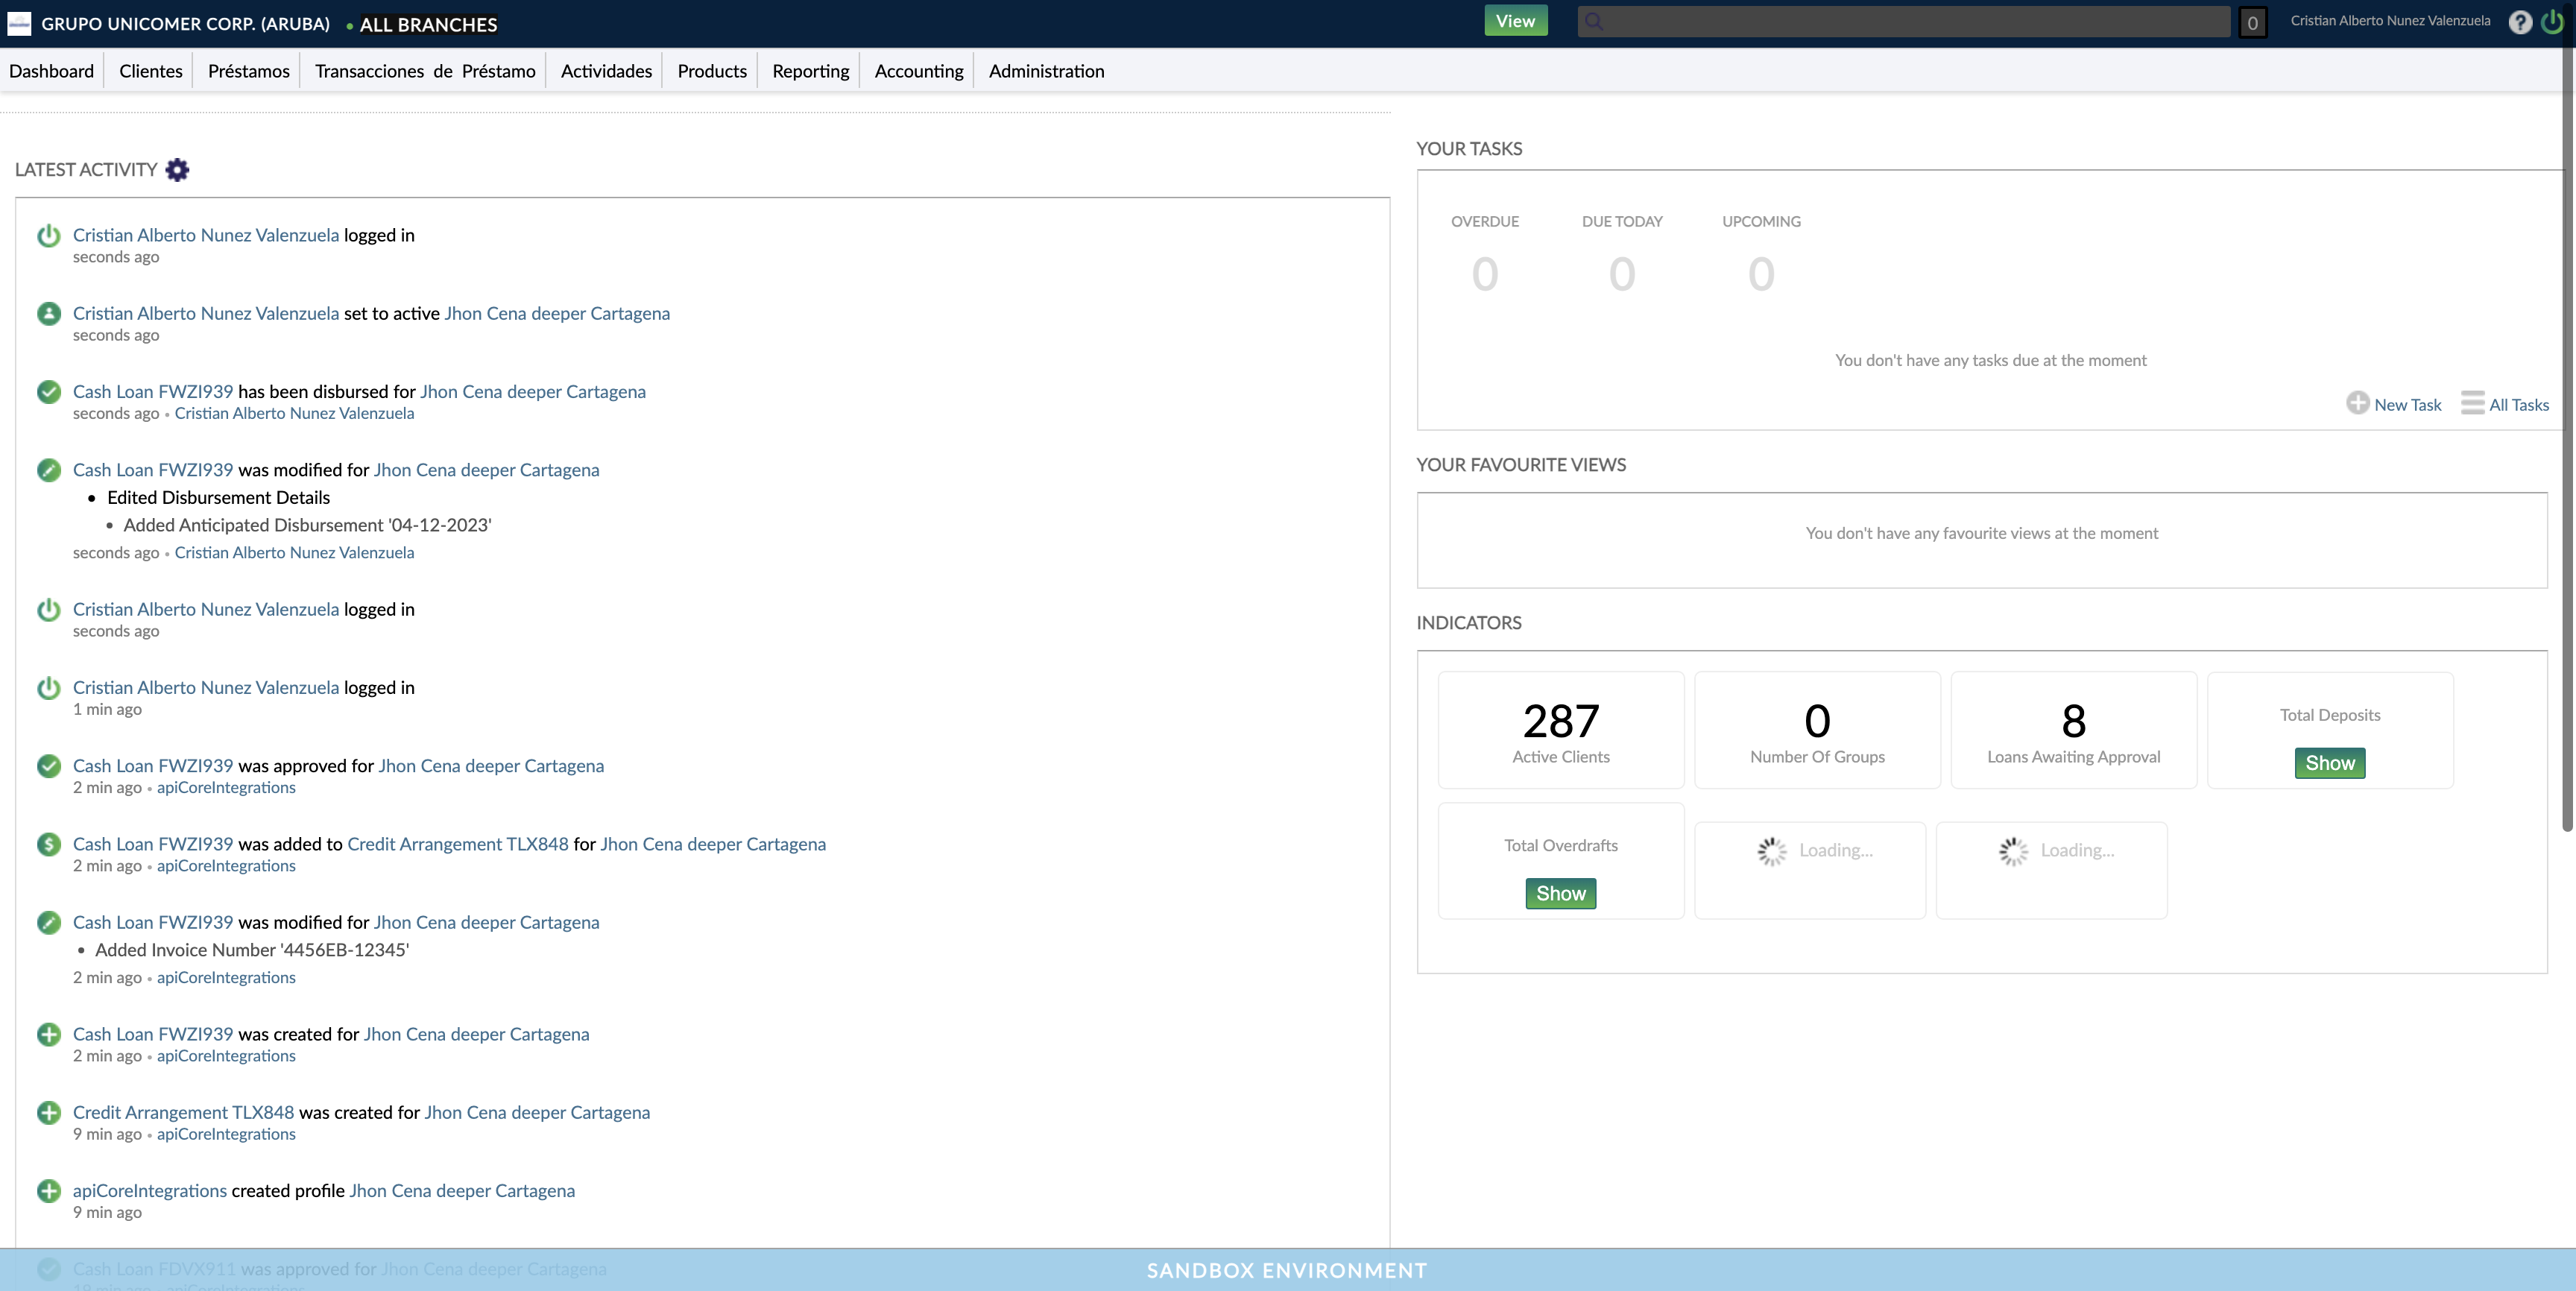 GRUPO UNICOMER CORP. (ARUBA) • ALL BRANCHES
View
0
Cristian Alberto Nunez Valenzuela
?
Dashboard
Clientes
Préstamos
Transacciones de Préstamo
Actividades
Products
Reporting
Accounting
Administration
LATEST ACTIVITY
Cristian Alberto Nunez Valenzuela logged in
seconds ago
Cristian Alberto Nunez Valenzuela set to active Jhon Cena deeper Cartagena
seconds ago
Cash Loan FWZI939 has been disbursed for Jhon Cena deeper Cartagena
seconds ago • Cristian Alberto Nunez Valenzuela
Cash Loan FWZI939 was modified for Jhon Cena deeper Cartagena
• Edited Disbursement Details
• Added Anticipated Disbursement '04-12-2023'
seconds ago • Cristian Alberto Nunez Valenzuela
Cristian Alberto Nunez Valenzuela logged in
seconds ago
Cristian Alberto Nunez Valenzuela logged in
1 min ago
Cash Loan FWZI939 was approved for Jhon Cena deeper Cartagena
2 min ago • apiCoreIntegrations
Cash Loan FWZI939 was added to Credit Arrangement TLX848 for Jhon Cena deeper Cartagena
2 min ago • apiCoreIntegrations
Cash Loan FWZI939 was modified for Jhon Cena deeper Cartagena
• Added Invoice Number '4456EB-12345'
2 min ago • apiCoreIntegrations
Cash Loan FWZI939 was created for Jhon Cena deeper Cartagena
2 min ago • apiCoreIntegrations
Credit Arrangement TLX848 was created for Jhon Cena deeper Cartagena
9 min ago • apiCoreIntegrations
apiCoreIntegrations created profile Jhon Cena deeper Cartagena
9 min ago
Cash Loan FDVX911 was approved for Jhon Cena deeper Cartagena
YOUR TASKS
OVERDUE
DUE TODAY
UPCOMING
0
0
0
You don't have any tasks due at the moment
New Task
All Tasks
YOUR FAVOURITE VIEWS
You don't have any favourite views at the moment
INDICATORS
287
Active Clients
0
Number Of Groups
8
Loans Awaiting Approval
Total Deposits
Show
Total Overdrafts
Show
Loading...
Loading...
SANDBOX ENVIRONMENT